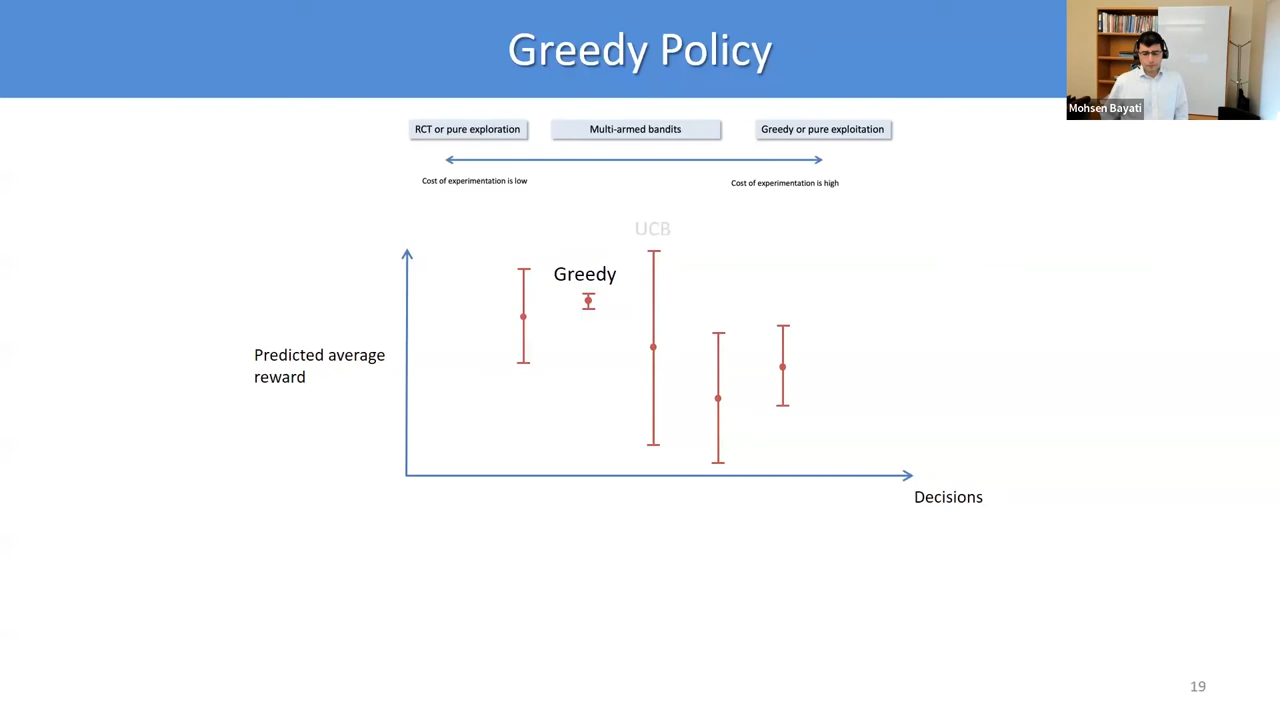 Greedy Policy
Mohsen Bayati
RCT or pure exploration
Multi-armed bandits
Greedy or pure exploitation
Cost of experimentation is low
Cost of experimentation is high
UCB
Greedy
Predicted average
reward
Decisions
19